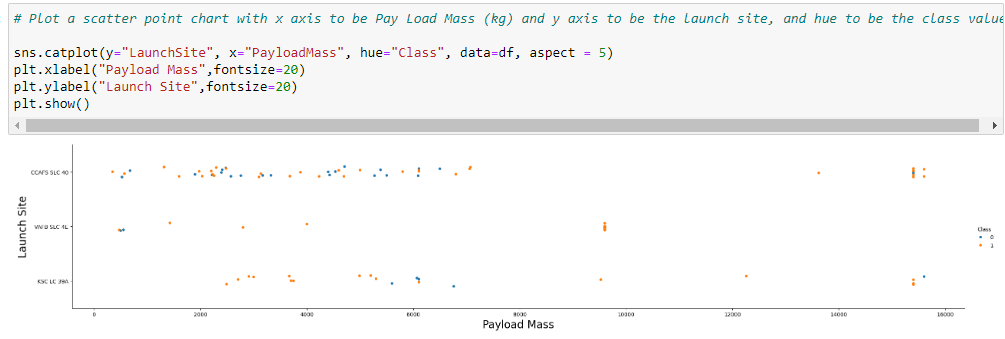 # Plot a scatter point chart with x axis to be Pay Load Mass (kg) and y axis to be the launch site, and hue to be the class value
sns.catplot(y="LaunchSite", x="PayloadMass", hue="Class", data=df, aspect = 5)
plt.xlabel("Payload Mass",fontsize=20)
plt.ylabel("Launch Site",fontsize=20)
plt.show()
CCAFS SLC 40
VAFB SLC 4E
KSC LC 39A
Launch Site
Class
0
1
0 2000 4000 6000 8000 10000 12000 14000 16000
Payload Mass